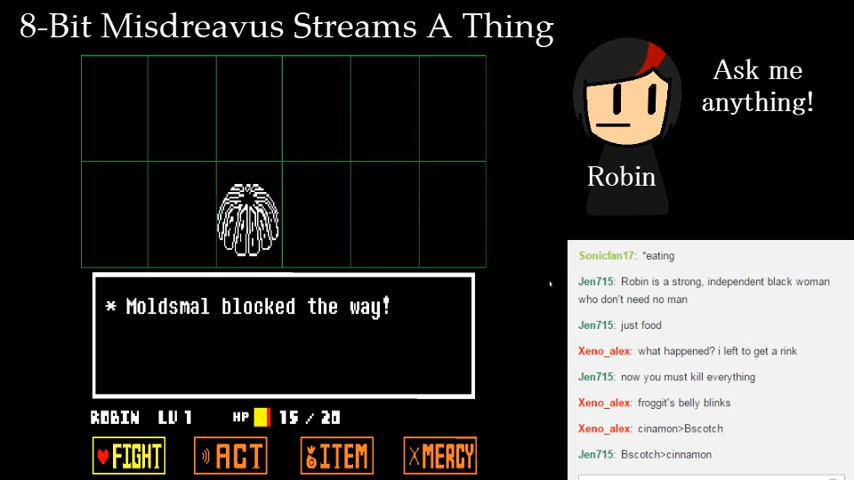 8-Bit Misdreavus Streams A Thing
Ask me
anything!
Robin
* Moldsmal blocked the way!
ROBIN LV 1 HP 15 / 20
FIGHT ACT ITEM MERCY
Sonicfan17: *eating
Jen715: Robin is a strong, independent black woman
who don't need no man
Jen715: just food
Xeno_alex: what happened? i left to get a rink
Jen715: now you must kill everything
Xeno_alex: froggit's belly blinks
Xeno_alex: cinamon>Bscotch
Jen715: Bscotch>cinnamon